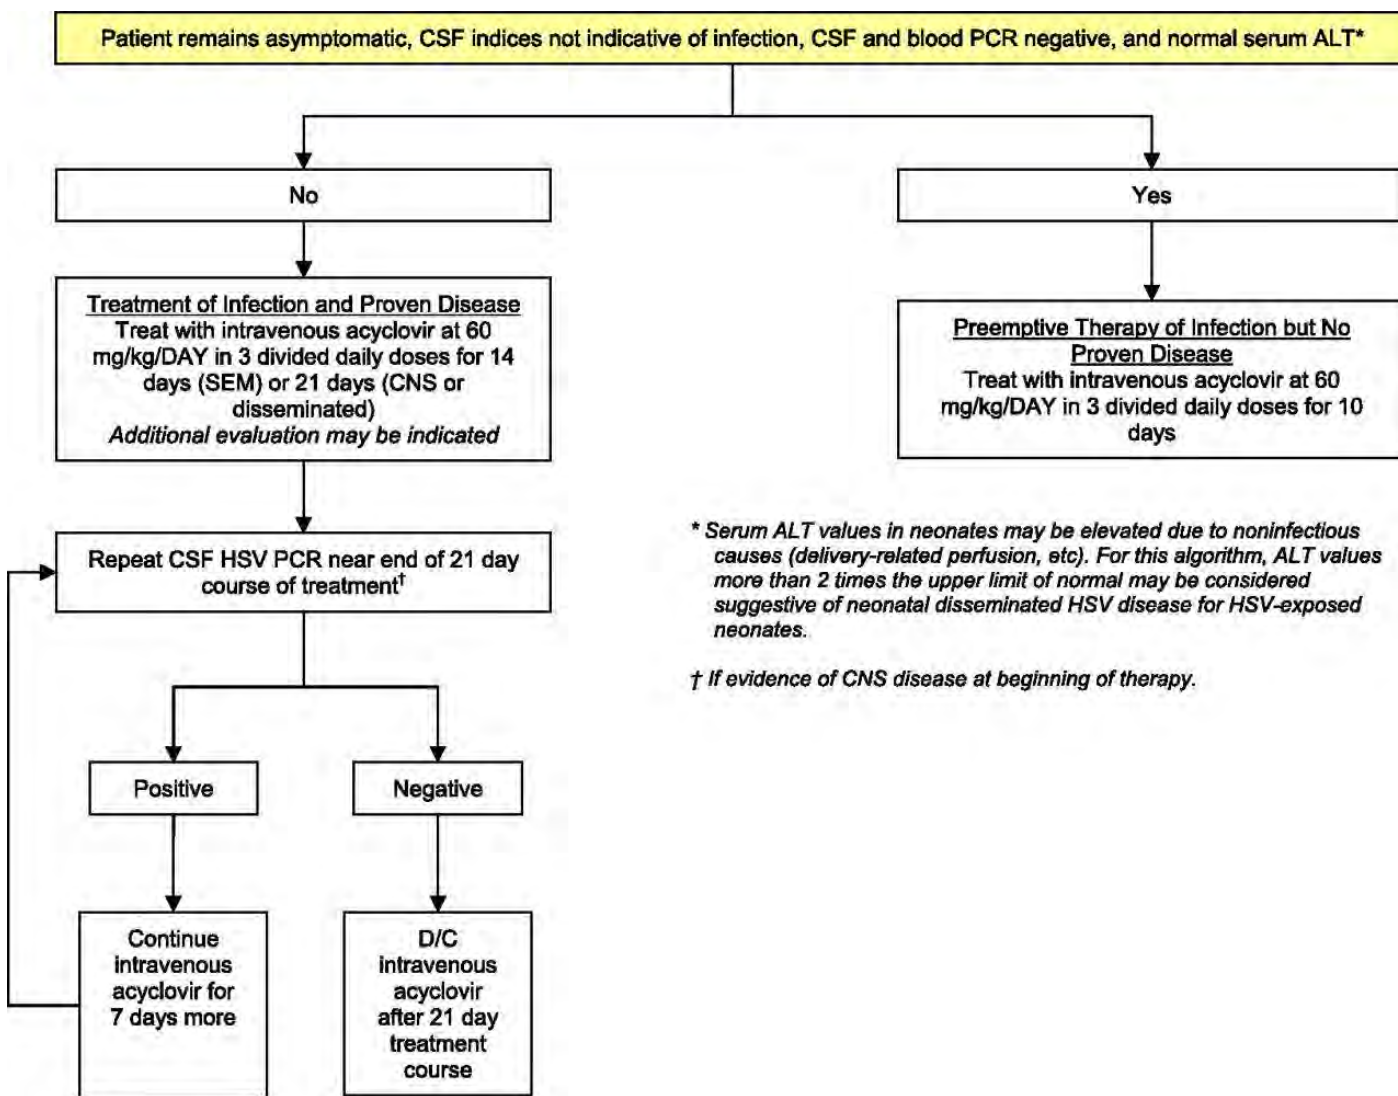 Patient remains asymptomatic, CSF indices not indicative of infection, CSF and blood PCR negative, and normal serum ALT*
No
Yes
Treatment of Infection and Proven Disease
Treat with intravenous acyclovir at 60
mg/kg/DAY in 3 divided daily doses for 14
days (SEM) or 21 days (CNS or
disseminated)
Additional evaluation may be indicated
Preemptive Therapy of Infection but No
Proven Disease
Treat with intravenous acyclovir at 60
mg/kg/DAY in 3 divided daily doses for 10
days
Repeat CSF HSV PCR near end of 21 day
course of treatment†
* Serum ALT values in neonates may be elevated due to noninfectious
causes (delivery-related perfusion, etc). For this algorithm, ALT values
more than 2 times the upper limit of normal may be considered
suggestive of neonatal disseminated HSV disease for HSV-exposed
neonates.
† If evidence of CNS disease at beginning of therapy.
Positive
Negative
Continue
intravenous
acyclovir for
7 days more
D/C
intravenous
acyclovir
after 21 day
treatment
course